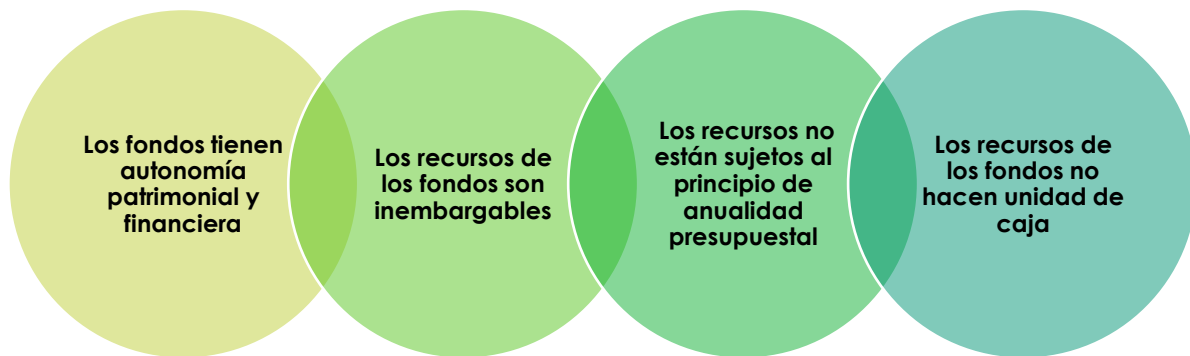 Los fondos tienen
autonomía
patrimonial y
financiera
Los recursos de
los fondos son
inembargables
Los recursos no
están sujetos al
principio de
anualidad
presupuestal
Los recursos de
los fondos no
hacen unidad de
caja